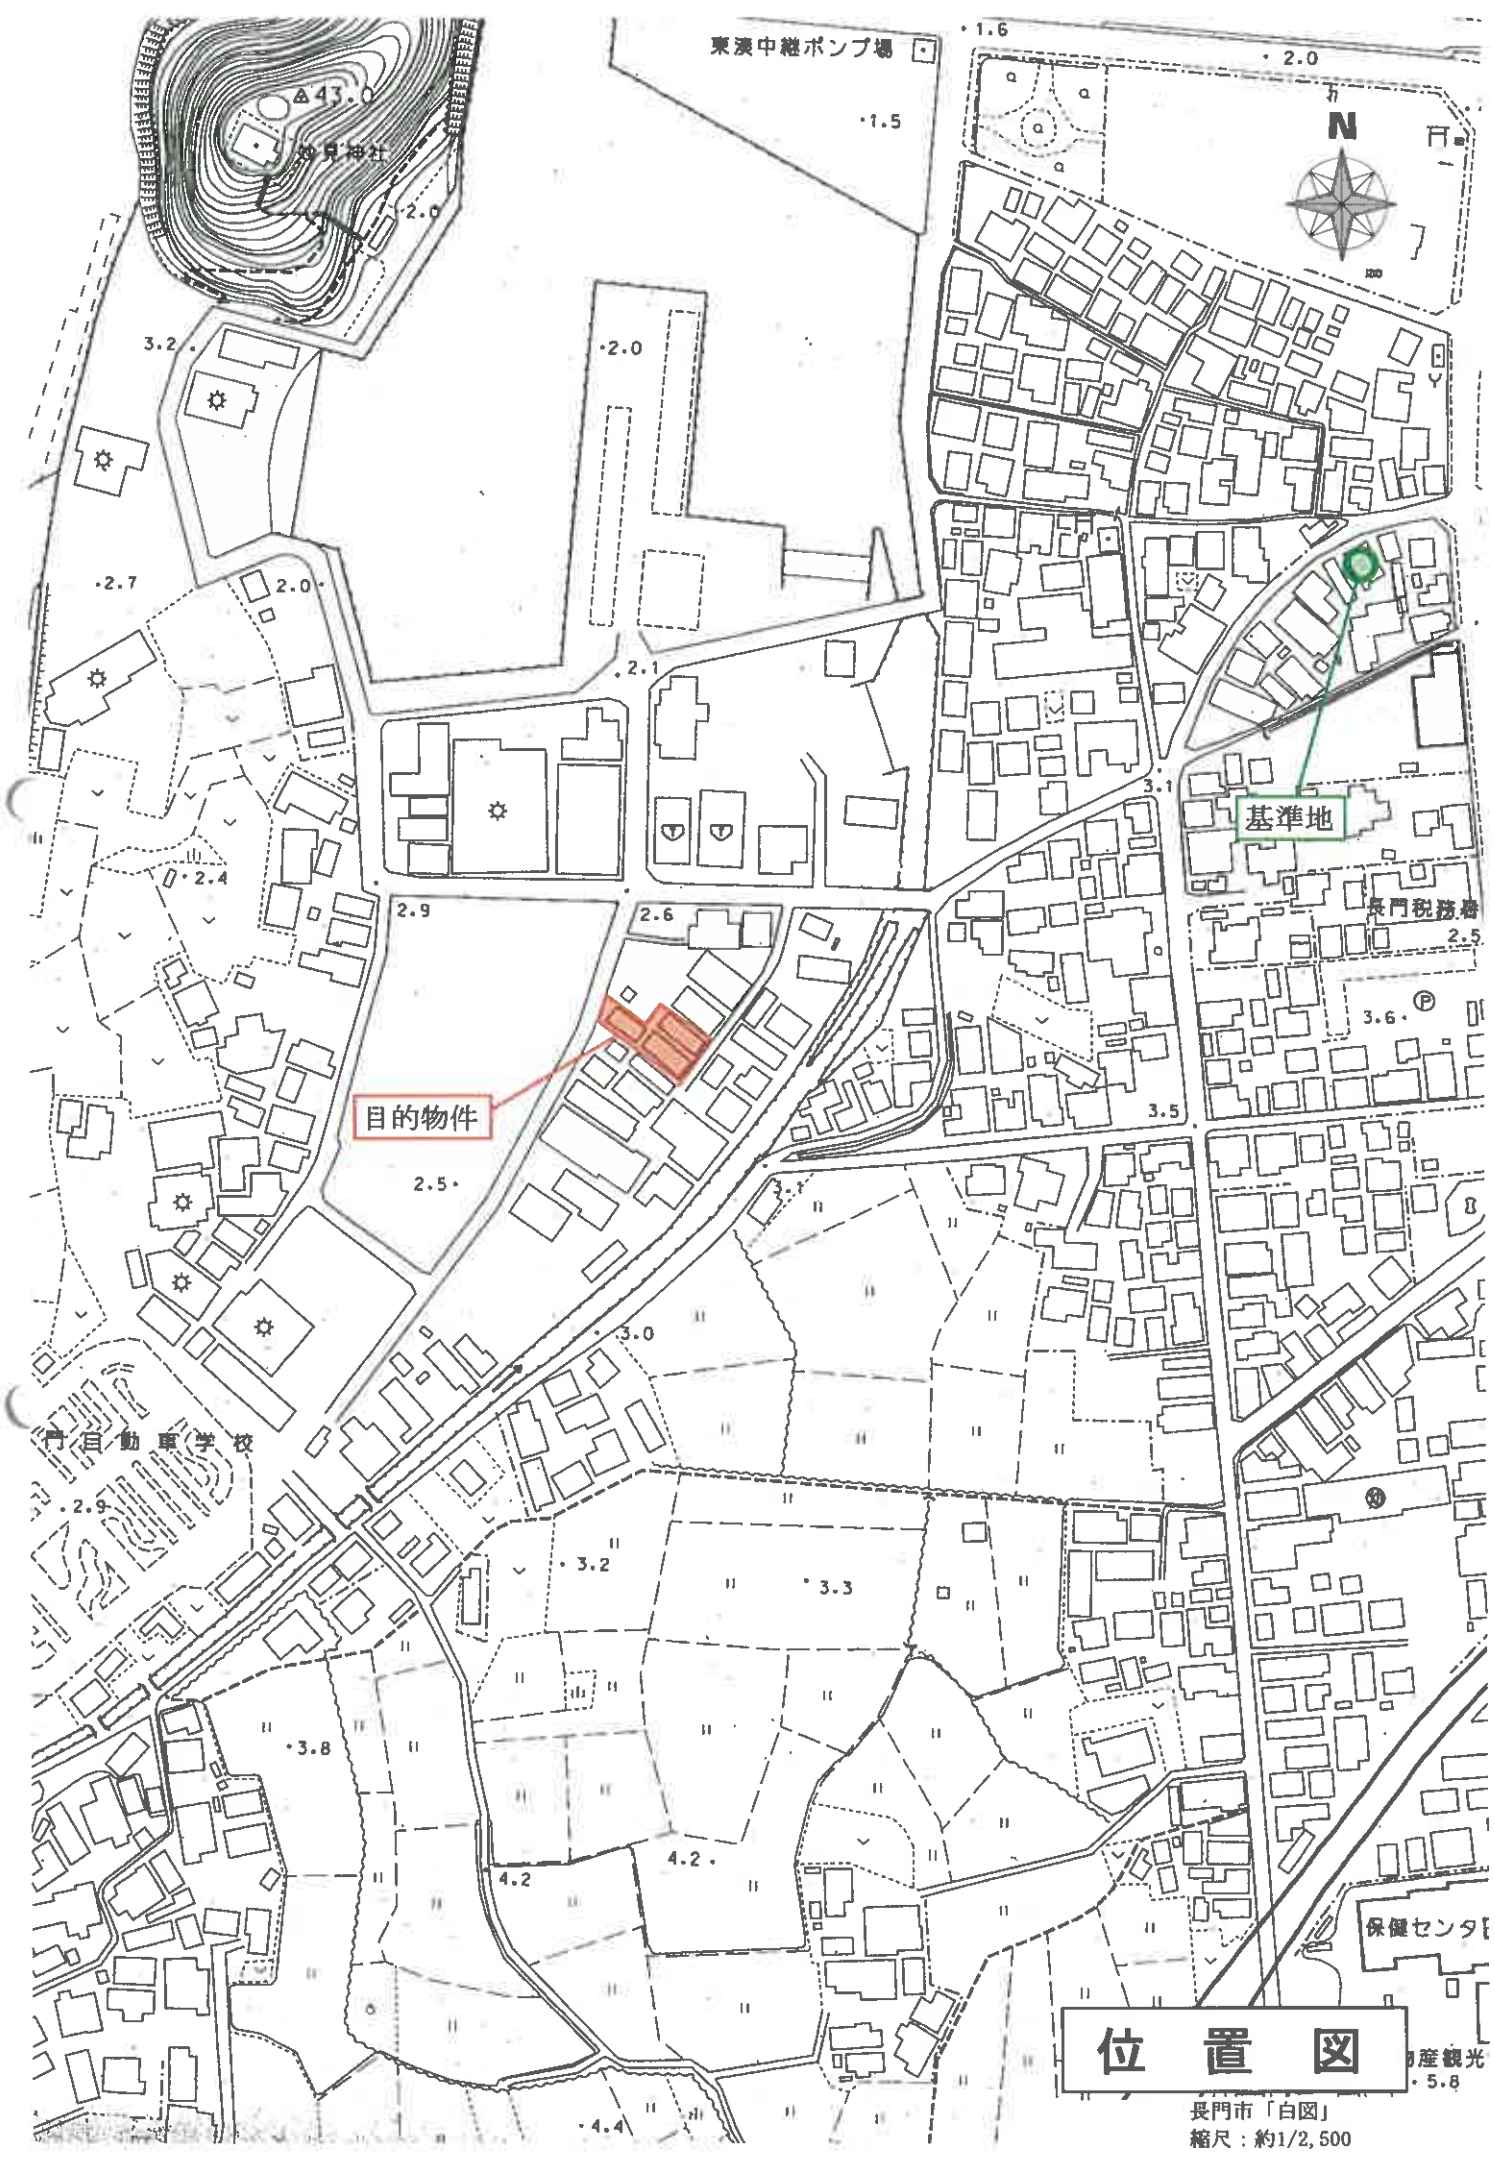 東湊中継ポンプ場
・1.6
・2.0
・1.5
N
43.0
妙見神社
2.0
3.2
・2.0
・2.7
2.0・
・2.1
3.1
基準地
・2.4
2.9
2.6
長門税務署
2.5
P
3.6・
目的物件
3.5
2.5・
3.1
・3.0
門自動車学校
・2.9
・3.2
・3.3
・3.8
4.2・
4.2
保健センタ
位置図
産観光
・5.8
・4.4
長門市「白図」
縮尺：約1/2,500